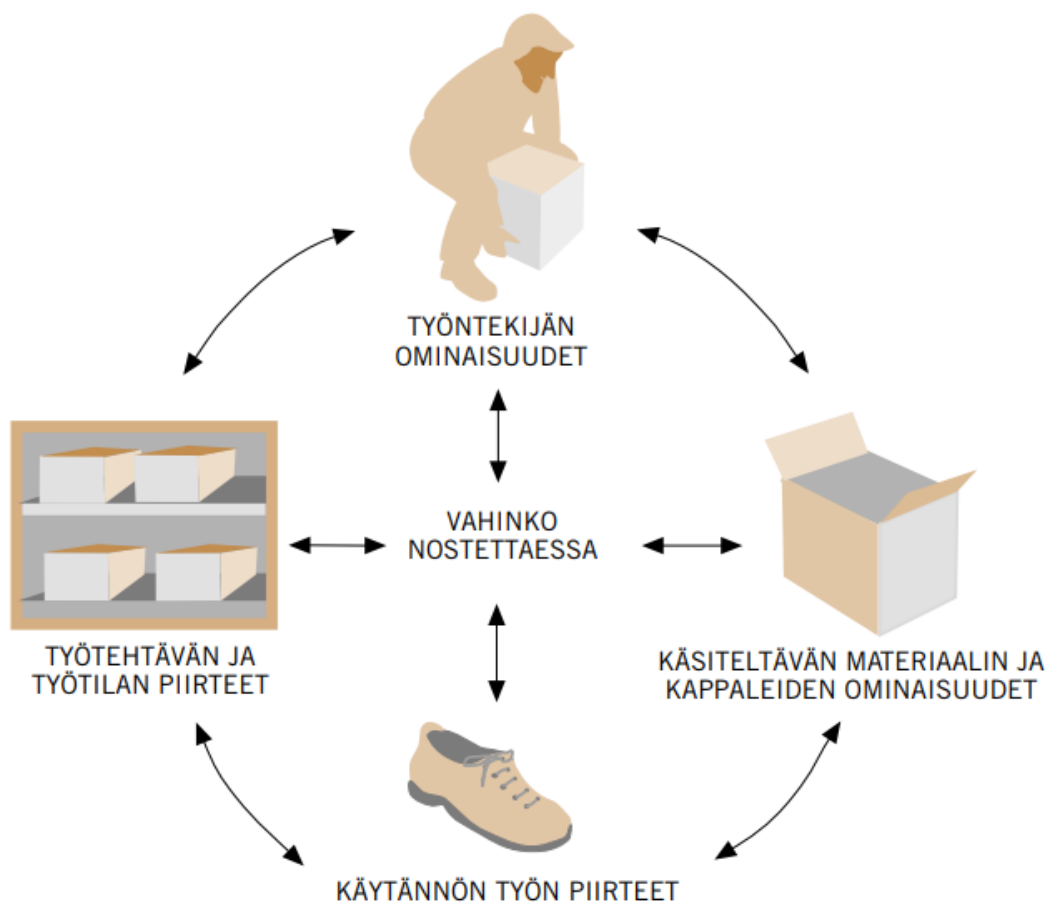 TYÖNTEKIJÄN
OMINAISUUDET
VAHINKO
NOSTETTAESSA
TYÖTEHTÄVÄN JA
TYÖTILAN PIIRTEET
KÄSITELTÄVÄN MATERIAALIN JA
KAPPALEIDEN OMINAISUUDET
KÄYTÄNNÖN TYÖN PIIRTEET